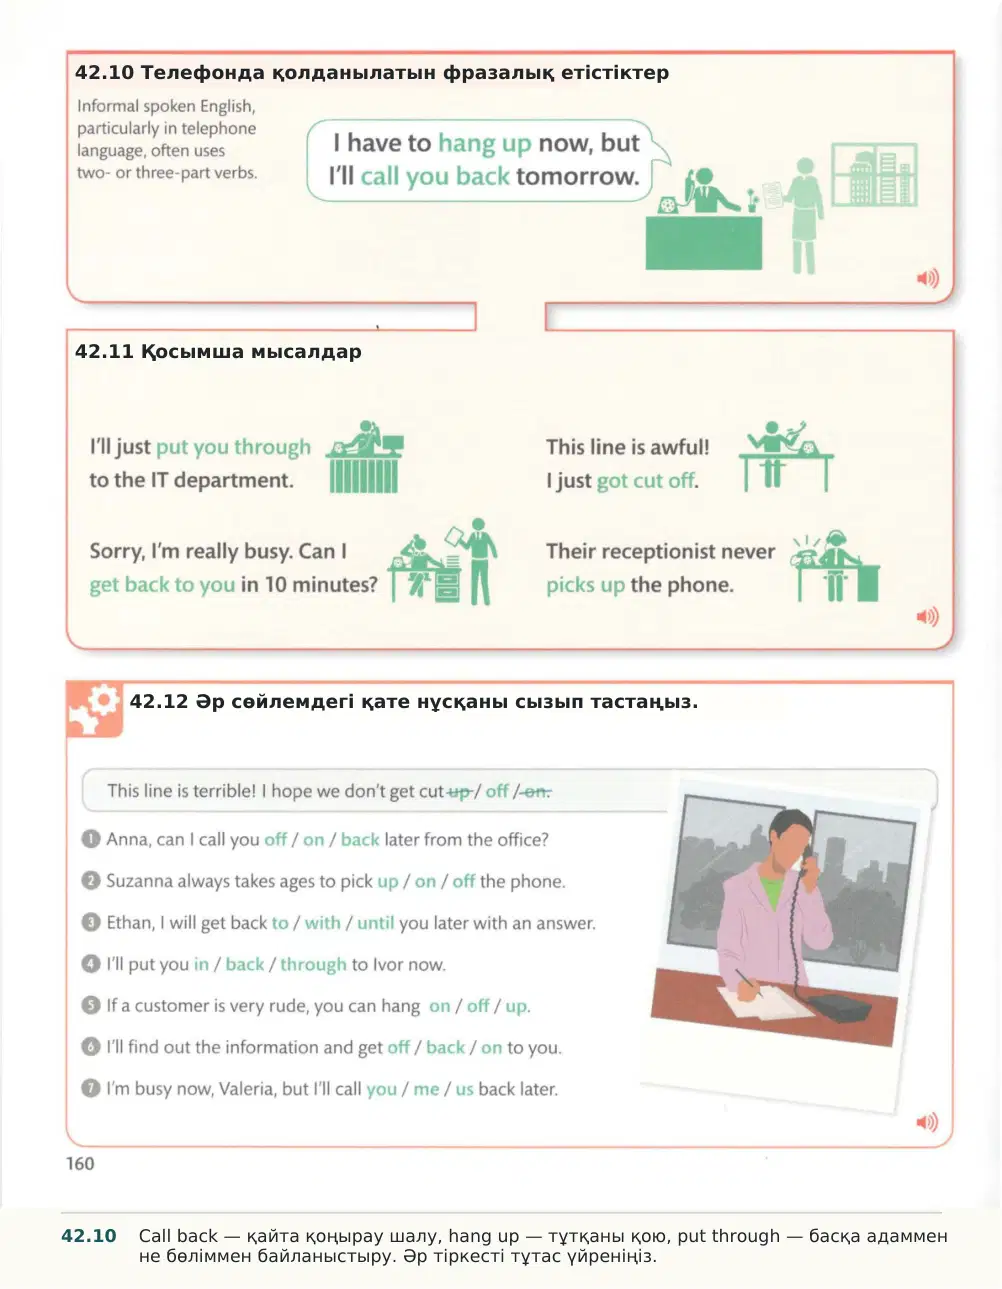 42.10 Телефонда қолданылатын фразалық етістіктер
Informal spoken English,
particularly in telephone
language, often uses
two- or three-part verbs.
I have to hang up now, but
I'll call you back tomorrow.
42.11 Қосымша мысалдар
I'll just put you through
to the IT department.
This line is awful!
I just got cut off.
Sorry, I'm really busy. Can I
get back to you in 10 minutes?
Their receptionist never
picks up the phone.
42.12 Әр сөйлемдегі қате нұсқаны сызып тастаңыз.
This line is terrible! I hope we don't get cut up / off / on.
1 Anna, can I call you off / on / back later from the office?
2 Suzanna always takes ages to pick up / on / off the phone.
3 Ethan, I will get back to / with / until you later with an answer.
4 I'll put you in / back / through to Ivor now.
5 If a customer is very rude, you can hang on / off / up.
6 I'll find out the information and get off / back / on to you.
7 I'm busy now, Valeria, but I'll call you / me / us back later.
160
42.10 Call back — қайта қоңырау шалу, hang up — тұтқаны қою, put through — басқа адаммен
не бөліммен байланыстыру. Әр тіркесті тұтас үйреніңіз.